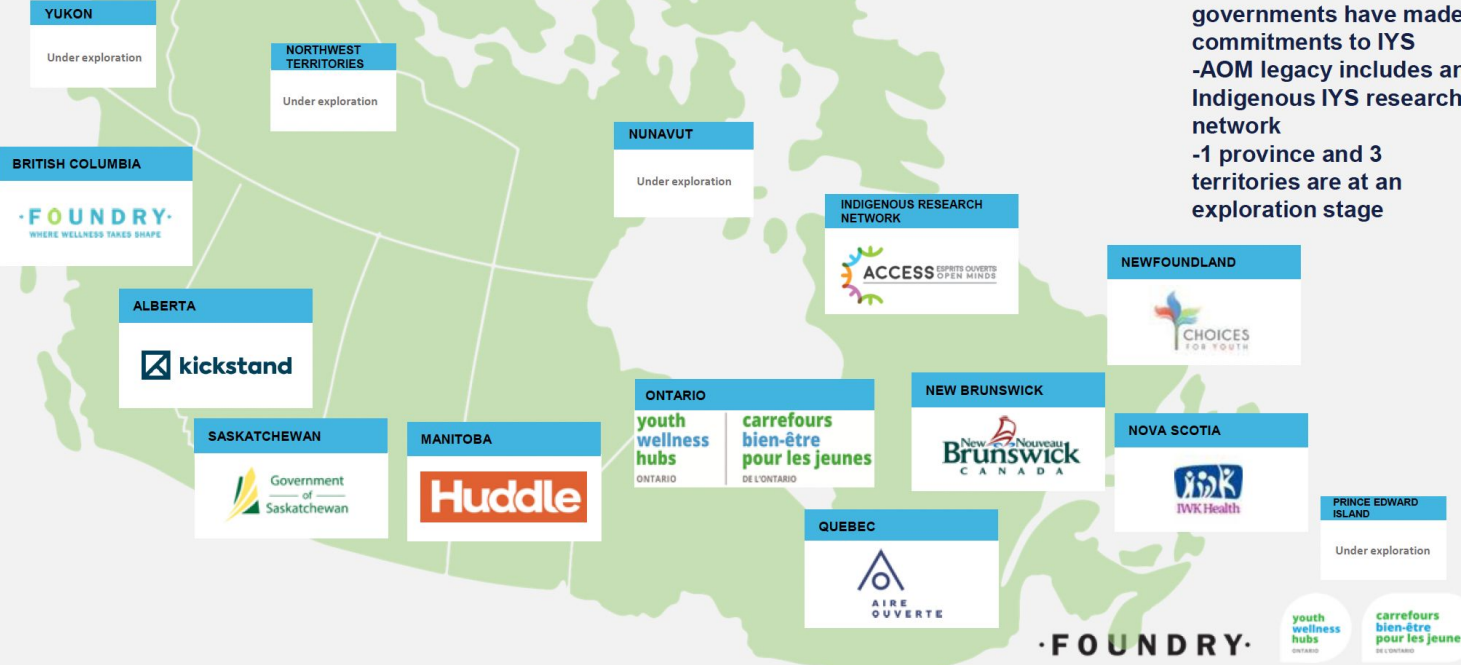 YUKON
Under exploration
NORTHWEST
TERRITORIES
Under exploration
NUNAVUT
Under exploration
governments have made
commitments to IYS
-AOM legacy includes an
Indigenous IYS research
network
-1 province and 3
territories are at an
exploration stage
BRITISH COLUMBIA
·FOUNDRY·
WHERE WELLNESS TAKES SHAPE
INDIGENOUS RESEARCH
NETWORK
ACCESS ESPRITS OUVERTS
OPEN MINDS
NEWFOUNDLAND
CHOICES
FOR YOUTH
ALBERTA
kickstand
SASKATCHEWAN
Government
of
Saskatchewan
MANITOBA
Huddle
ONTARIO
youth
wellness
hubs
ONTARIO
carrefours
bien-être
pour les jeunes
DE L'ONTARIO
NEW BRUNSWICK
New Nouveau
Brunswick
CANADA
NOVA SCOTIA
IWK
IWK Health
QUEBEC
AIRE
OUVERTE
PRINCE EDWARD
ISLAND
Under exploration
·FOUNDRY·
youth
wellness
hubs
ONTARIO
carrefours
bien-être
pour les jeune
DE L'ONTARIO